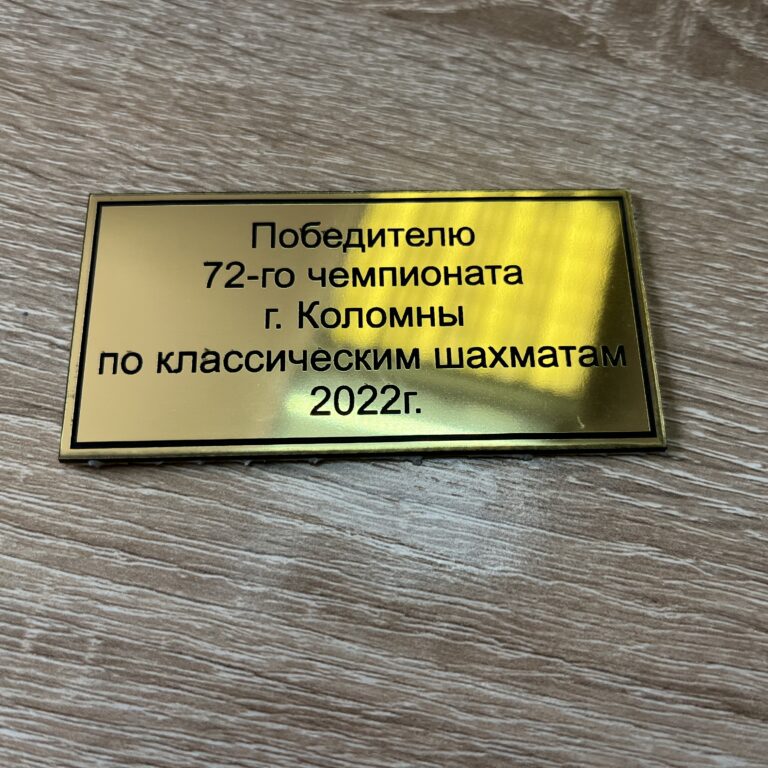 Победителю
72-го чемпионата
г. Коломны
по классическим шахматам
2022г.